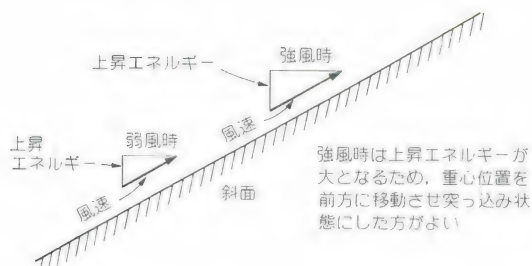 上昇エネルギー
強風時
風速
上昇
エネルギー
弱風時
風速
斜面
強風時は上昇エネルギーが
大となるため，重心位置を
前方に移動させ突っ込み状
態にした方がよい